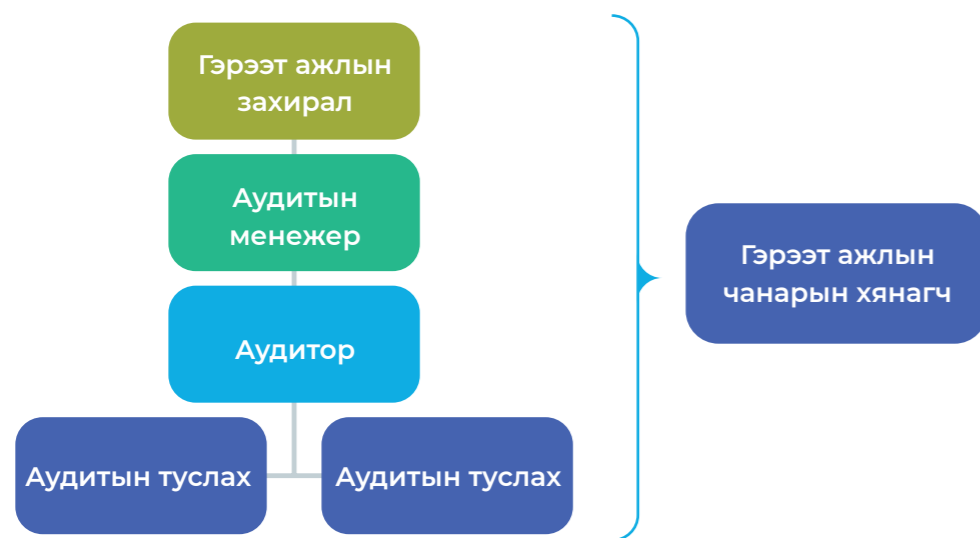 Гэрээт ажлын
захирал
Аудитын
менежер
Аудитор
Аудитын туслах
Аудитын туслах
Гэрээт ажлын
чанарын хянагч